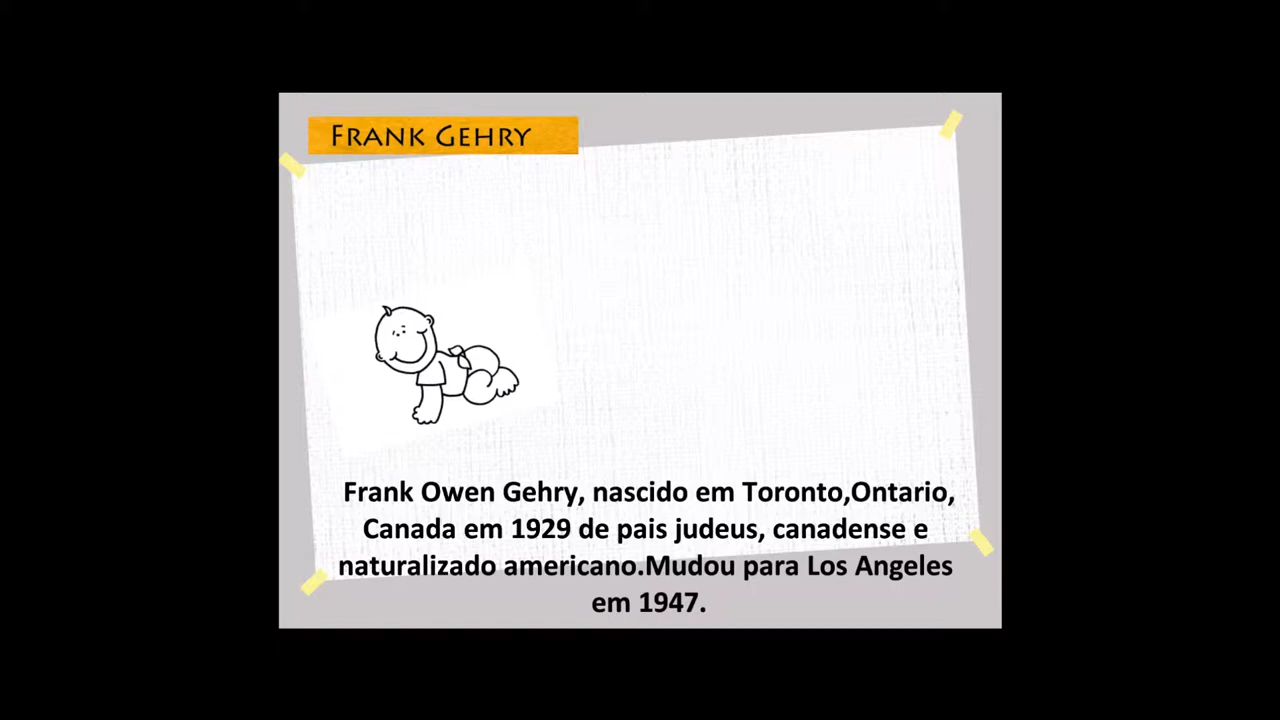 FRANK GEHRY
Frank Owen Gehry, nascido em Toronto,Ontario,
Canada em 1929 de pais judeus, canadense e
naturalizado americano.Mudou para Los Angeles
em 1947.